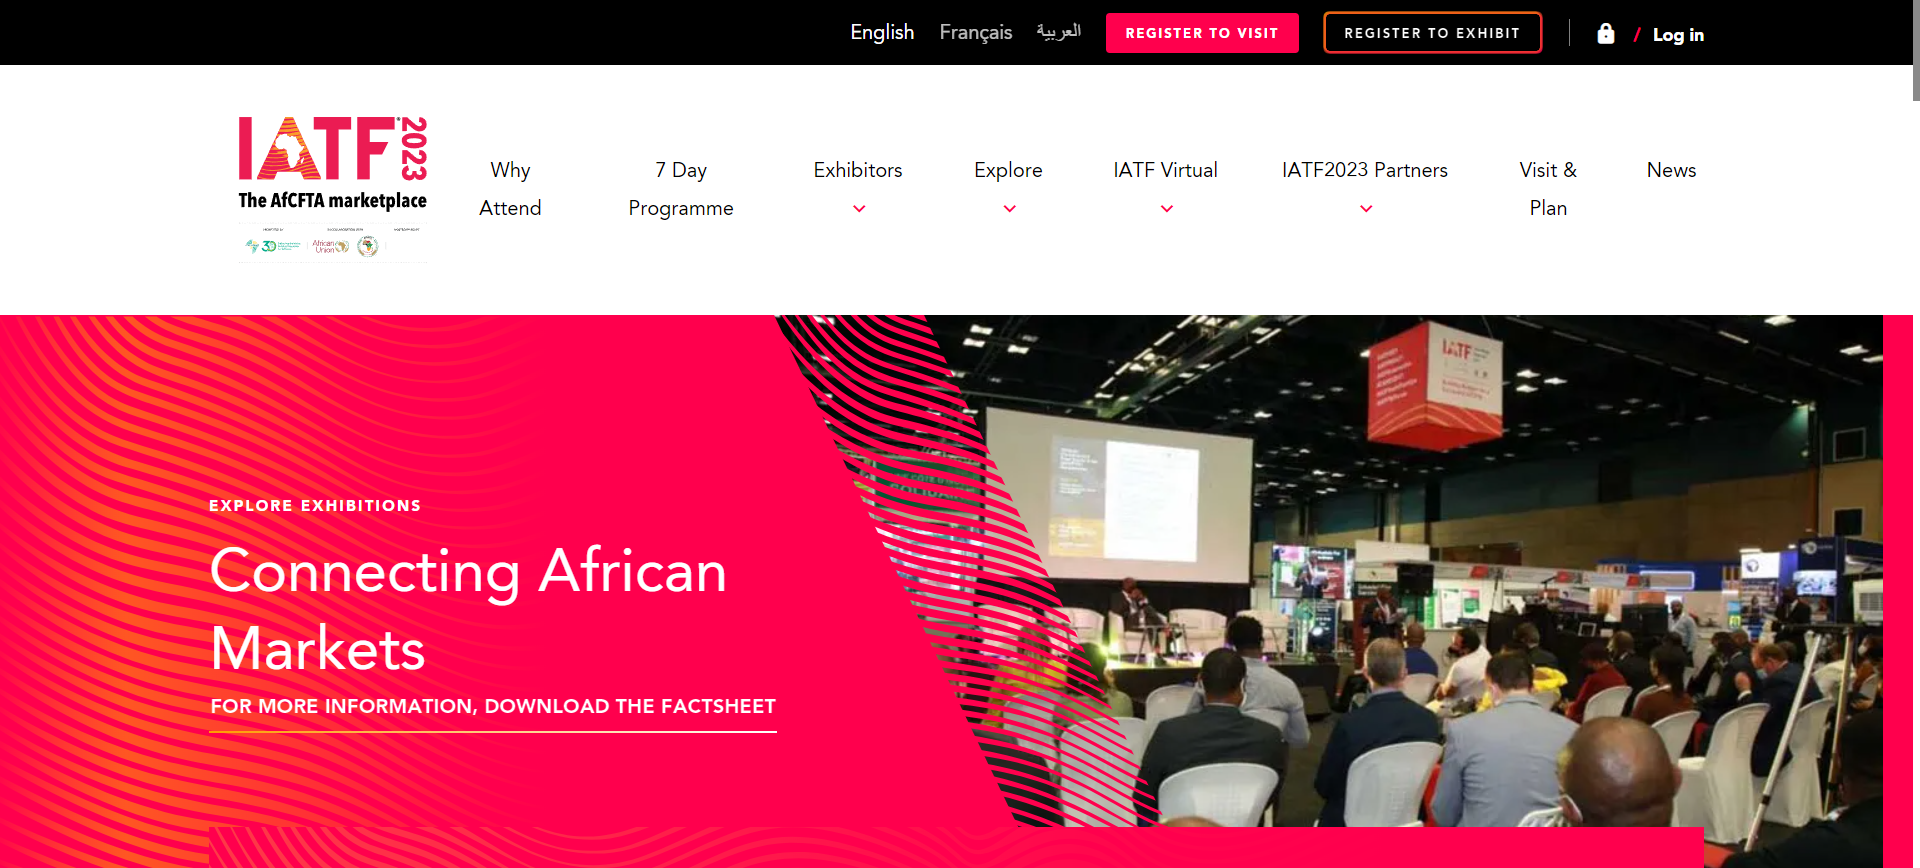 English Français العربية REGISTER TO VISIT REGISTER TO EXHIBIT / Log in
IATF 2023
The AfCFTA marketplace
African
Union
Why
Attend
7 Day
Programme
Exhibitors
Explore
IATF Virtual
IATF2023 Partners
Visit &
Plan
News
IATF
EXPLORE EXHIBITIONS
Connecting African
Markets
FOR MORE INFORMATION, DOWNLOAD THE FACTSHEET